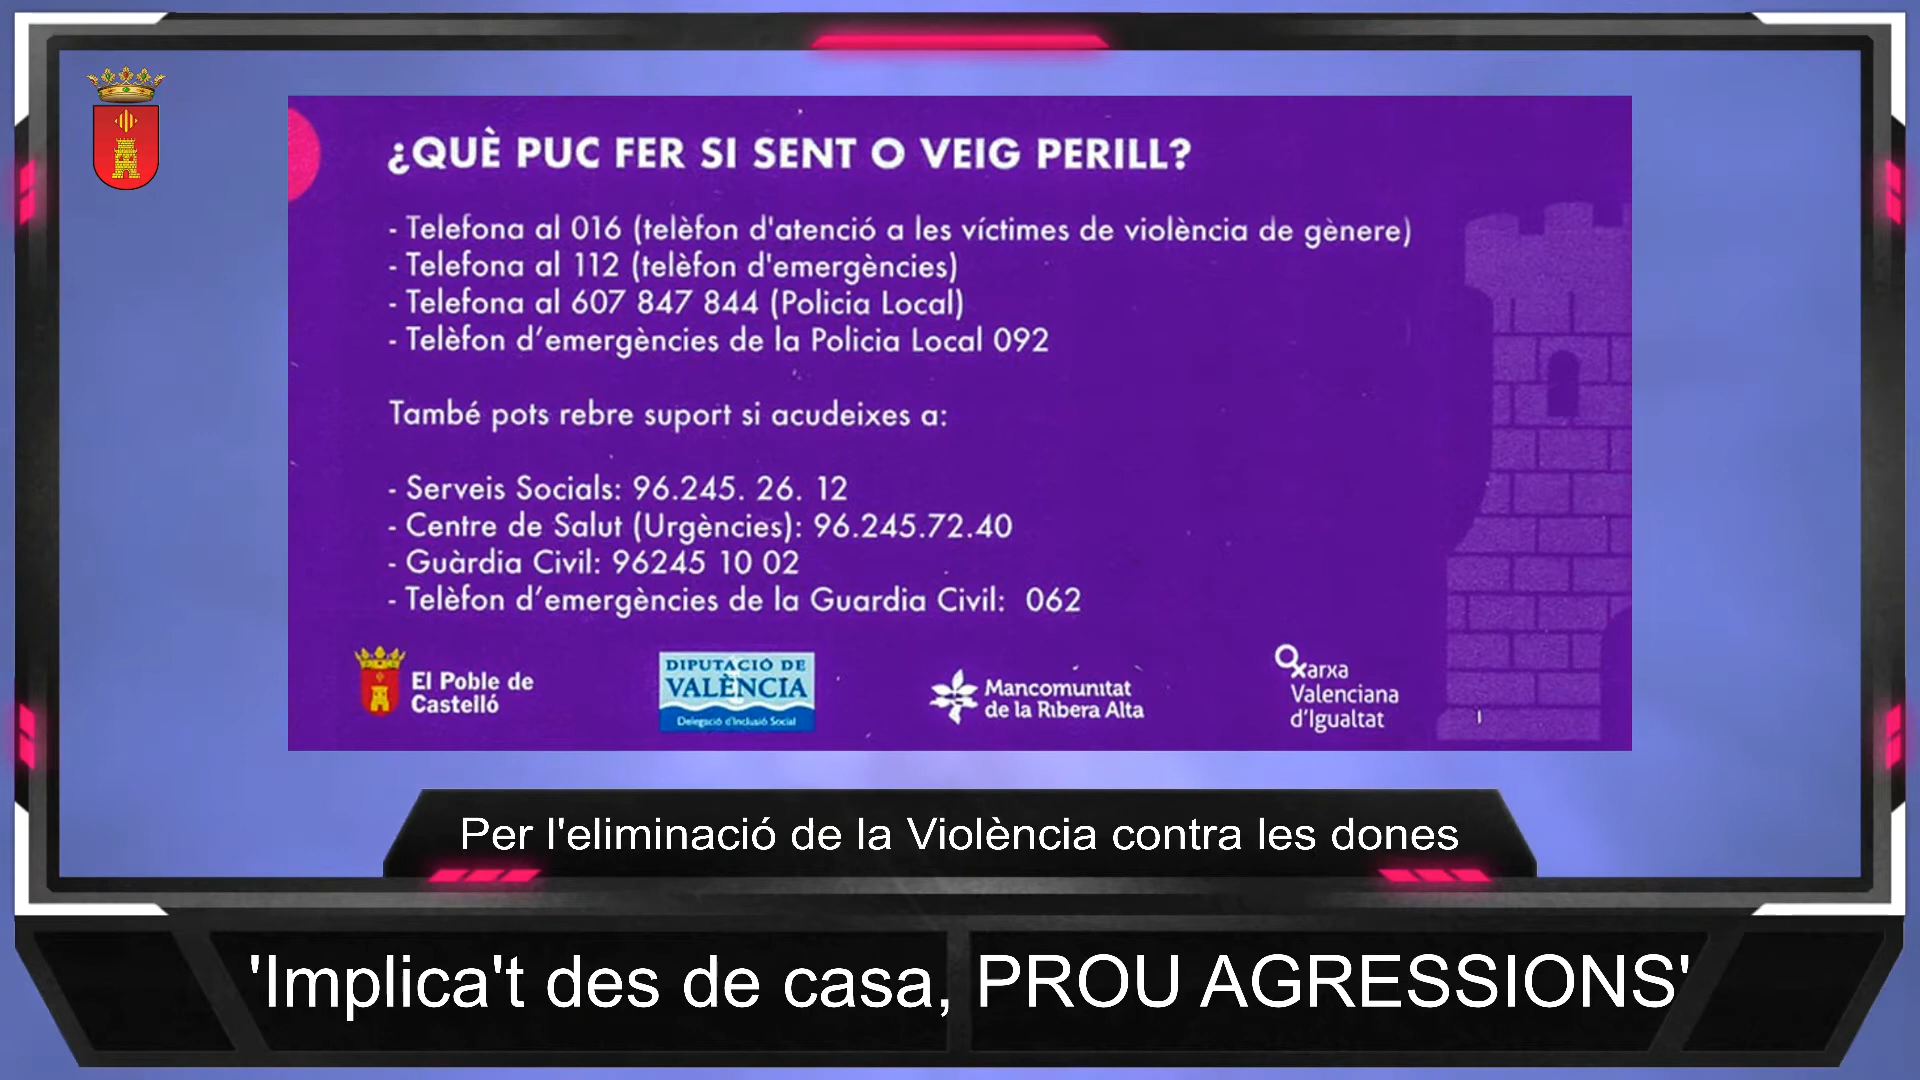 ¿QUÈ PUC FER SI SENT O VEIG PERILL?
- Telefona al 016 (telèfon d'atenció a les víctimes de violència de gènere)
- Telefona al 112 (telèfon d'emergències)
- Telefona al 607 847 844 (Policia Local)
- Telèfon d’emergències de la Policia Local 092
També pots rebre suport si acudeixes a:
- Serveis Socials: 96.245. 26. 12
- Centre de Salut (Urgències): 96.245.72.40
- Guàrdia Civil: 96245 10 02
- Telèfon d’emergències de la Guardia Civil:  062
El Poble de
Castelló
DIPUTACIÓ DE
VALÈNCIA
Delegació d'Inclusió Social
Mancomunitat
de la Ribera Alta
Xarxa
Valenciana
d'Igualtat
Per l'eliminació de la Violència contra les dones
'Implica't des de casa, PROU AGRESSIONS'